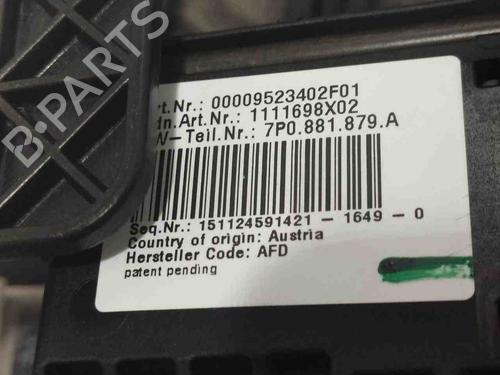 B-PARTS
rt.Nr.: 00009523402F01
dn.Art.Nr.: 1111698X02
W-Teil.Nr.: 7P0.881.879.A
Seq.Nr.: 151124591421 - 1649 - 0
Country of origin: Austria
Hersteller Code: AFD
patent pending